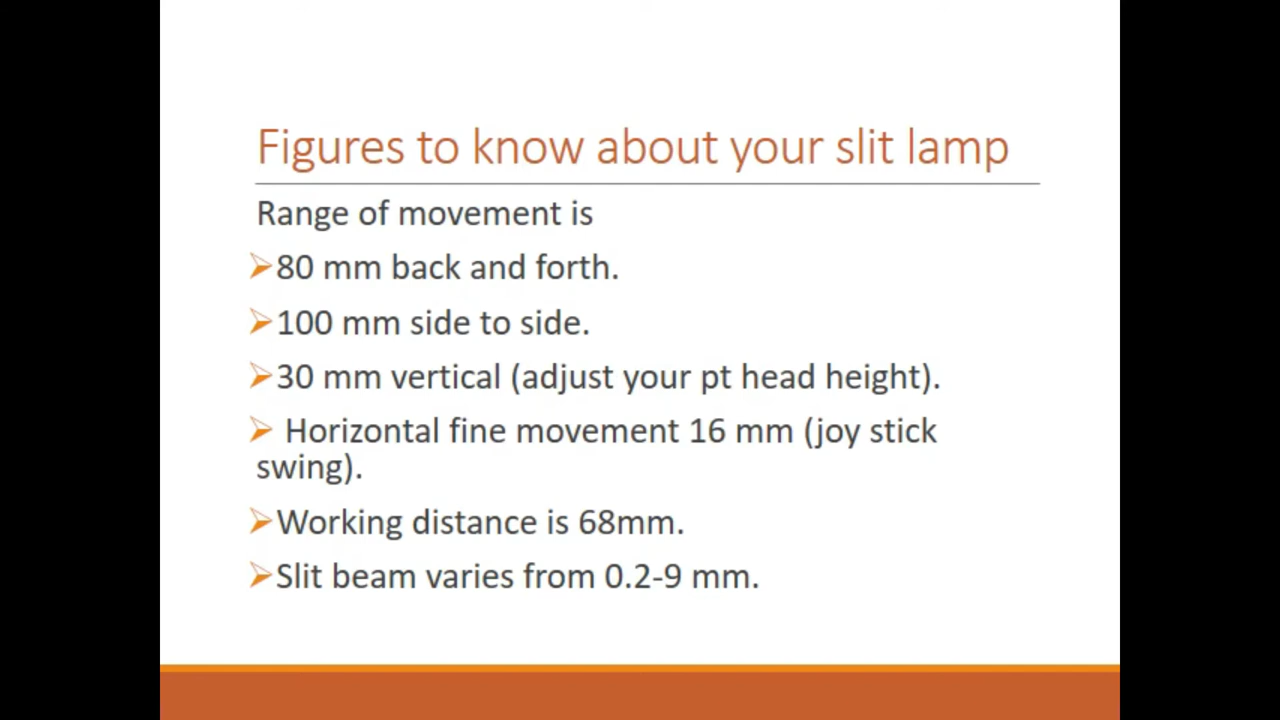 Figures to know about your slit lamp
Range of movement is
➢80 mm back and forth.
➢100 mm side to side.
➢30 mm vertical (adjust your pt head height).
➢ Horizontal fine movement 16 mm (joy stick
swing).
➢Working distance is 68mm.
➢Slit beam varies from 0.2-9 mm.